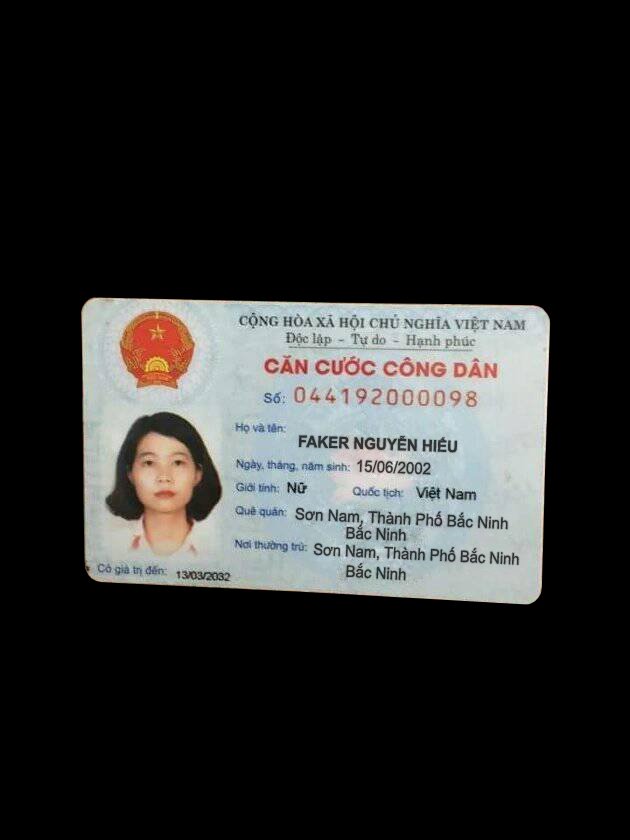 CỘNG HÒA XÃ HỘI CHỦ NGHĨA VIỆT NAM
Độc lập - Tự do - Hạnh phúc
CĂN CƯỚC CÔNG DÂN
Số: 044192000098
Họ và tên:
FAKER NGUYỄN HIẾU
Ngày, tháng, năm sinh: 15/06/2002
Giới tính: Nữ Quốc tịch: Việt Nam
Quê quán: Sơn Nam, Thành Phố Bắc Ninh
Bắc Ninh
Nơi thường trú: Sơn Nam, Thành Phố Bắc Ninh
Bắc Ninh
Có giá trị đến: 13/03/2032